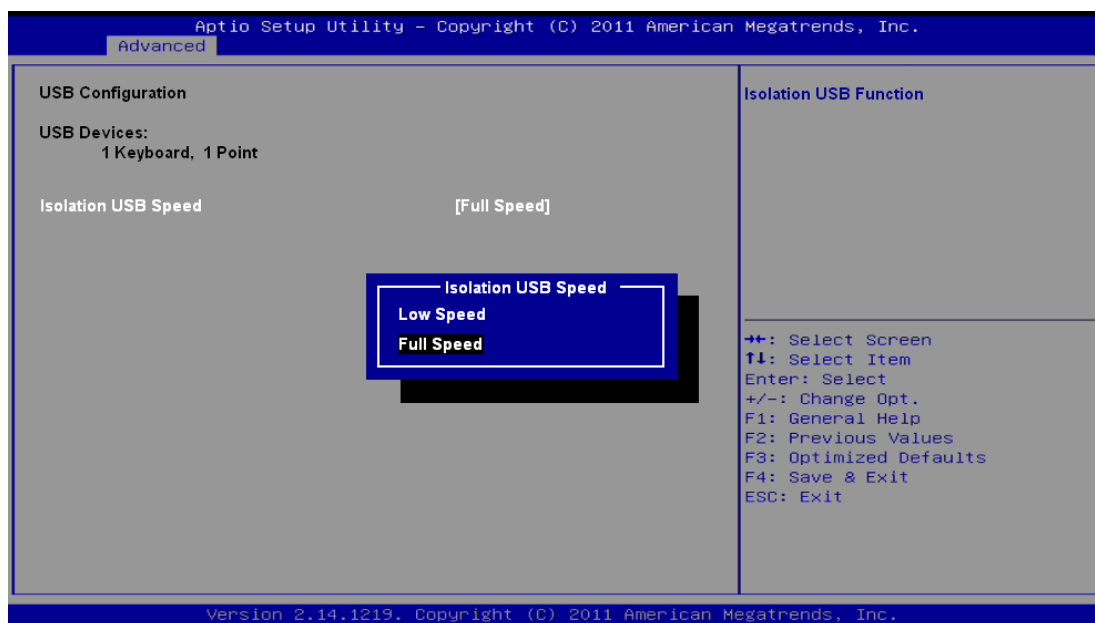 Aptio Setup Utility – Copyright (C) 2011 American Megatrends, Inc.
Advanced
USB Configuration
USB Devices:
1 Keyboard, 1 Point
Isolation USB Speed [Full Speed]
Isolation USB Speed
Low Speed
Full Speed
Isolation USB Function
→←: Select Screen
↑↓: Select Item
Enter: Select
+/-: Change Opt.
F1: General Help
F2: Previous Values
F3: Optimized Defaults
F4: Save & Exit
ESC: Exit
Version 2.14.1219. Copyright (C) 2011 American Megatrends, Inc.